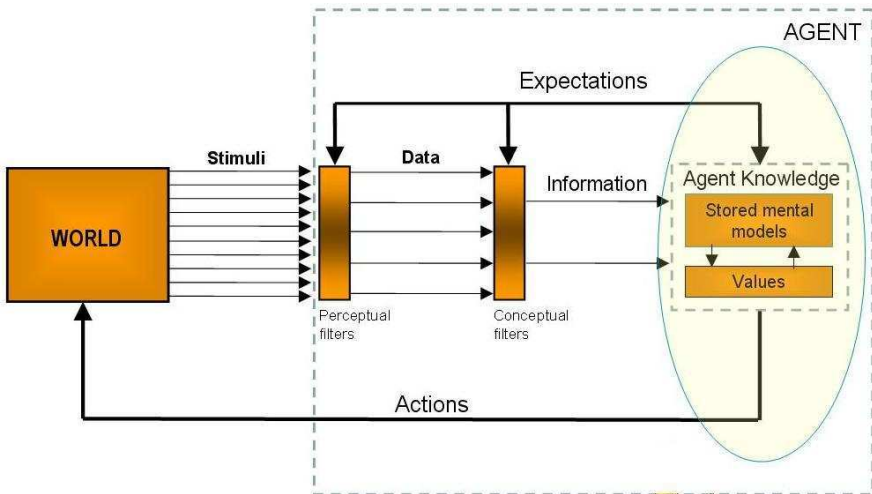 AGENT
Expectations
Stimuli
Data
Information
Agent Knowledge
Stored mental
models
Values
WORLD
Perceptual
filters
Conceptual
filters
Actions